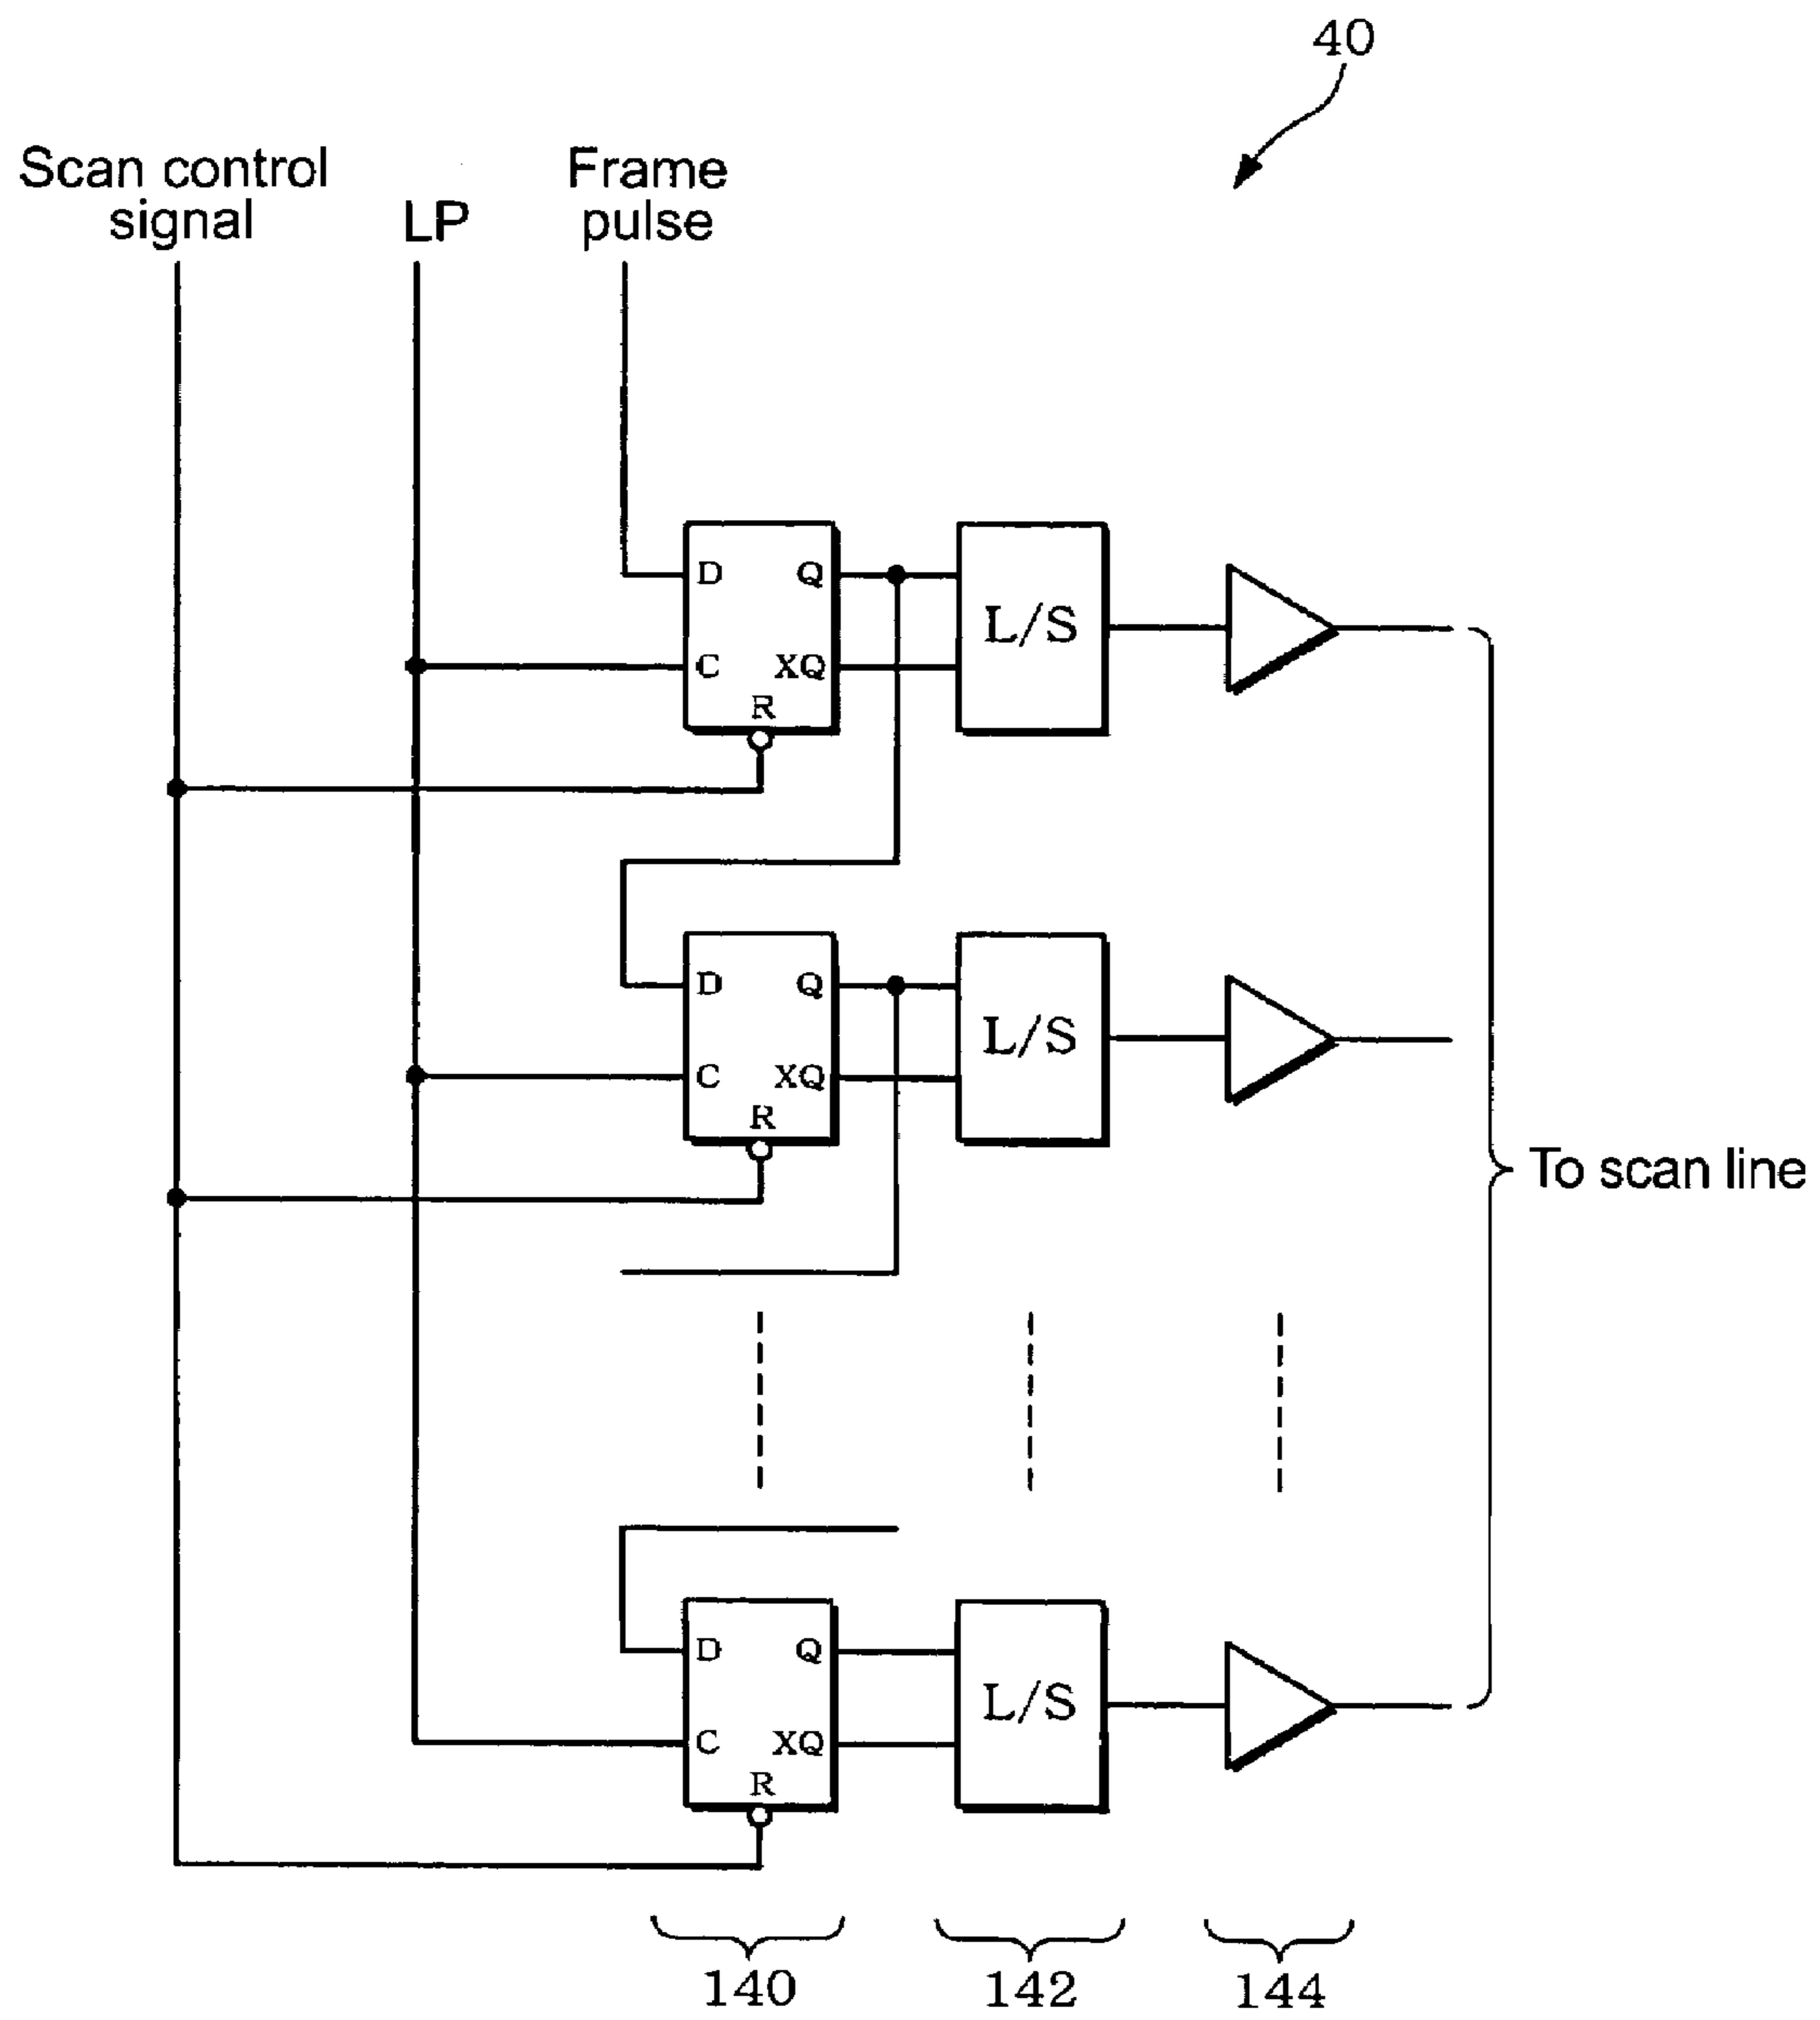 40
Scan control
signal
LP
Frame
pulse
D Q
C XQ
R
L/S
D Q
C XQ
R
L/S
To scan line
D Q
C XQ
R
L/S
140
142
144